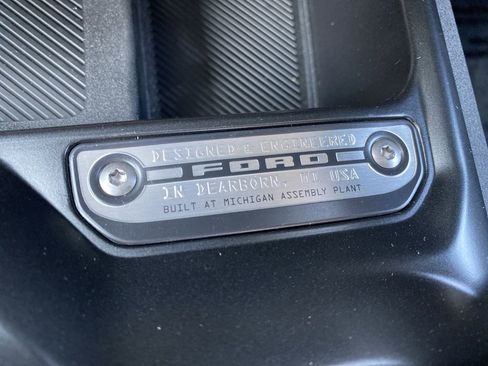 DESIGNED & ENGINEERED
FORD
IN DEARBORN, MI USA
BUILT AT MICHIGAN ASSEMBLY PLANT